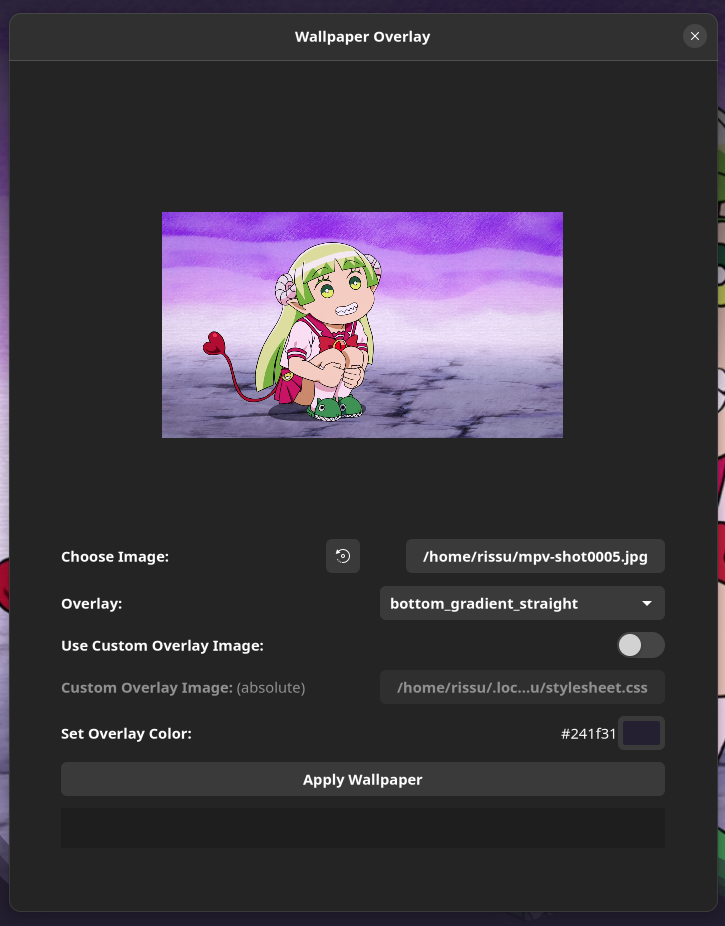 Wallpaper Overlay
Choose Image:
/home/rissu/mpv-shot0005.jpg
Overlay:
bottom_gradient_straight
Use Custom Overlay Image:
Custom Overlay Image: (absolute)
/home/rissu/.loc...u/stylesheet.css
Set Overlay Color:
#241f31
Apply Wallpaper